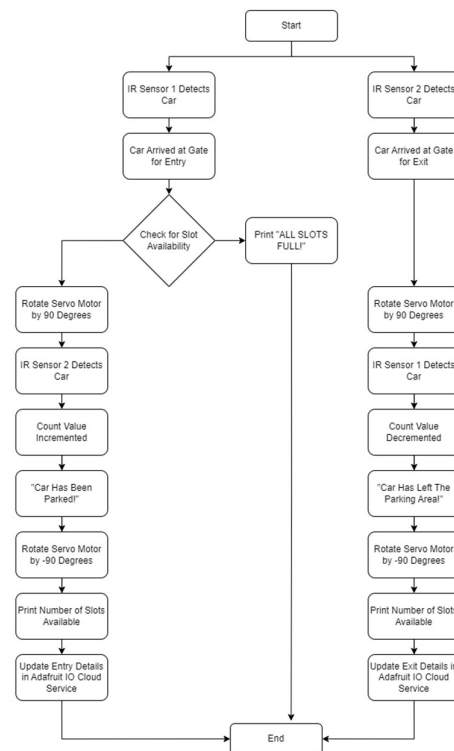 Start
IR Sensor 1 Detects
Car
IR Sensor 2 Detects
Car
Car Arrived at Gate
for Entry
Car Arrived at Gate
for Exit
Check for Slot
Availability
Print "ALL SLOTS
FULL!"
Rotate Servo Motor
by 90 Degrees
IR Sensor 2 Detects
Car
Count Value
Incremented
"Car Has Been
Parked!"
Rotate Servo Motor
by -90 Degrees
Print Number of Slots
Available
Update Entry Details
in Adafruit IO Cloud
Service
Rotate Servo Motor
by 90 Degrees
IR Sensor 1 Detects
Car
Count Value
Decremented
"Car Has Left The
Parking Area!"
Rotate Servo Motor
by -90 Degrees
Print Number of Slots
Available
Update Exit Details in
Adafruit IO Cloud
Service
End